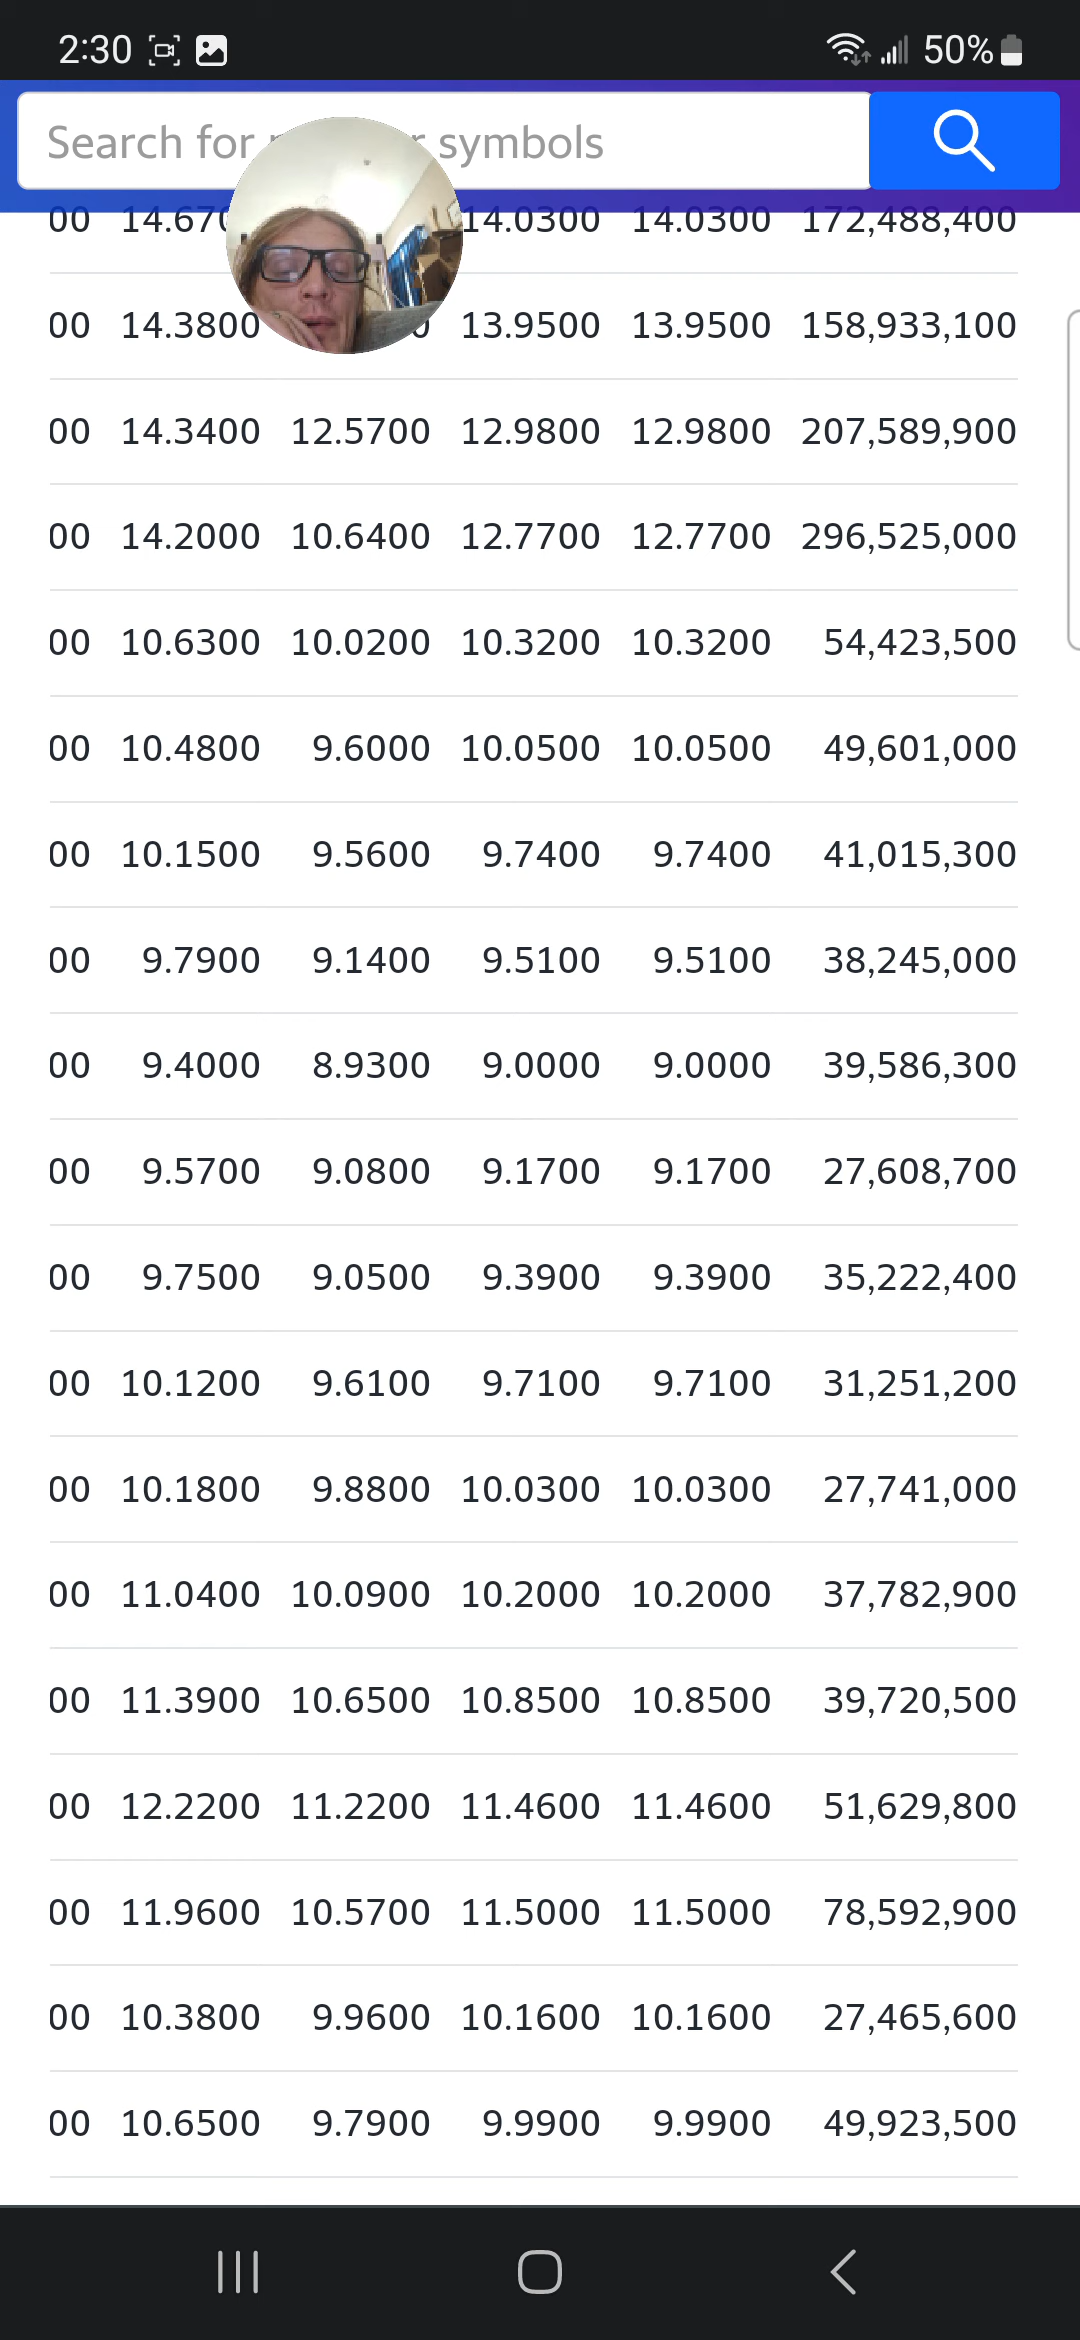 2:30 50%
Search for symbols
00 14.0300 14.0300 172,488,400
00 14.3800 13.9500 13.9500 158,933,100
00 14.3400 12.5700 12.9800 12.9800 207,589,900
00 14.2000 10.6400 12.7700 12.7700 296,525,000
00 10.6300 10.0200 10.3200 10.3200 54,423,500
00 10.4800 9.6000 10.0500 10.0500 49,601,000
00 10.1500 9.5600 9.7400 9.7400 41,015,300
00 9.7900 9.1400 9.5100 9.5100 38,245,000
00 9.4000 8.9300 9.0000 9.0000 39,586,300
00 9.5700 9.0800 9.1700 9.1700 27,608,700
00 9.7500 9.0500 9.3900 9.3900 35,222,400
00 10.1200 9.6100 9.7100 9.7100 31,251,200
00 10.1800 9.8800 10.0300 10.0300 27,741,000
00 11.0400 10.0900 10.2000 10.2000 37,782,900
00 11.3900 10.6500 10.8500 10.8500 39,720,500
00 12.2200 11.2200 11.4600 11.4600 51,629,800
00 11.9600 10.5700 11.5000 11.5000 78,592,900
00 10.3800 9.9600 10.1600 10.1600 27,465,600
00 10.6500 9.7900 9.9900 9.9900 49,923,500